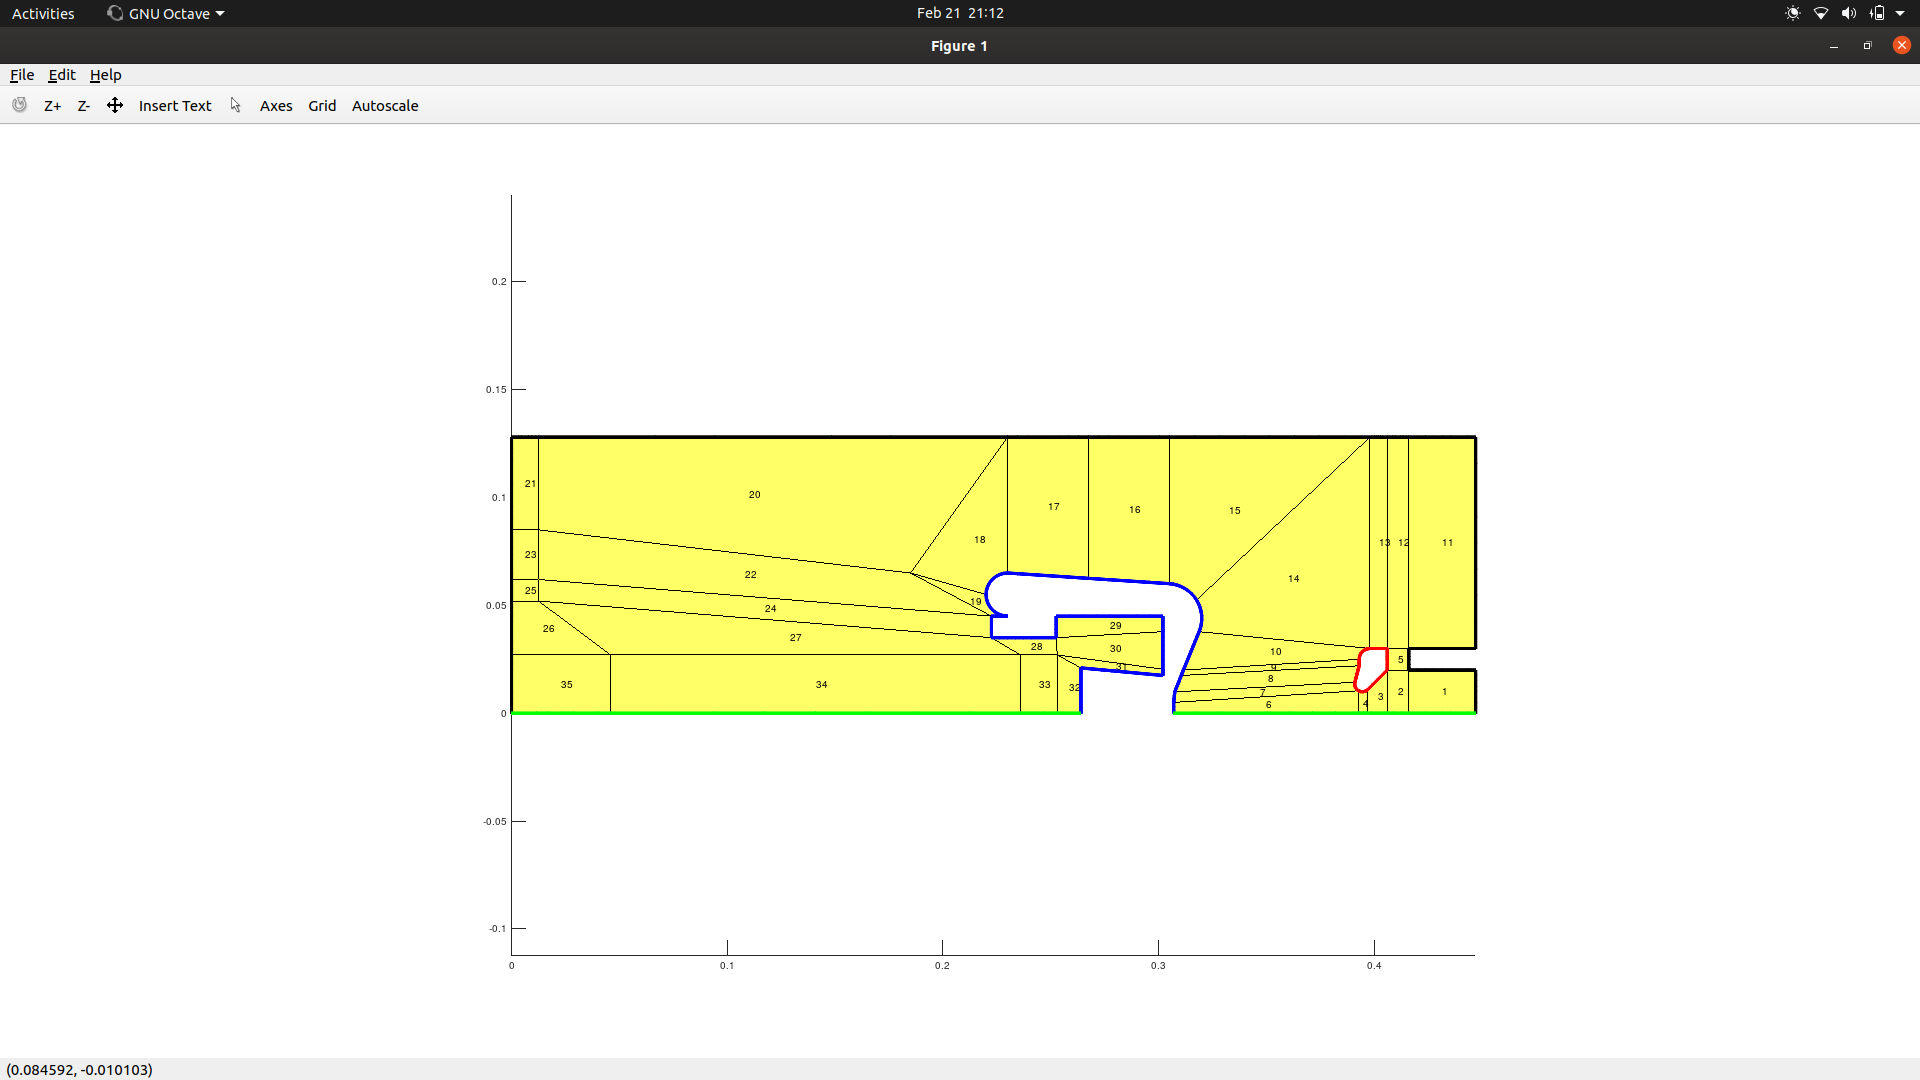 Activities GNU Octave Feb 21 21:12
Figure 1
File Edit Help
Z+ Z- Insert Text Axes Grid Autoscale
0.2
0.15
0.1
0.05
0
-0.05
-0.1
0 0.1 0.2 0.3 0.4
21 20 17 16 15
18 13 12 11
23 22 14
25 19 24
26 27 29
28 30 10 5
31 9
8
35 34 33 32 7 3 2 1
6 4
(0.084592, -0.010103)